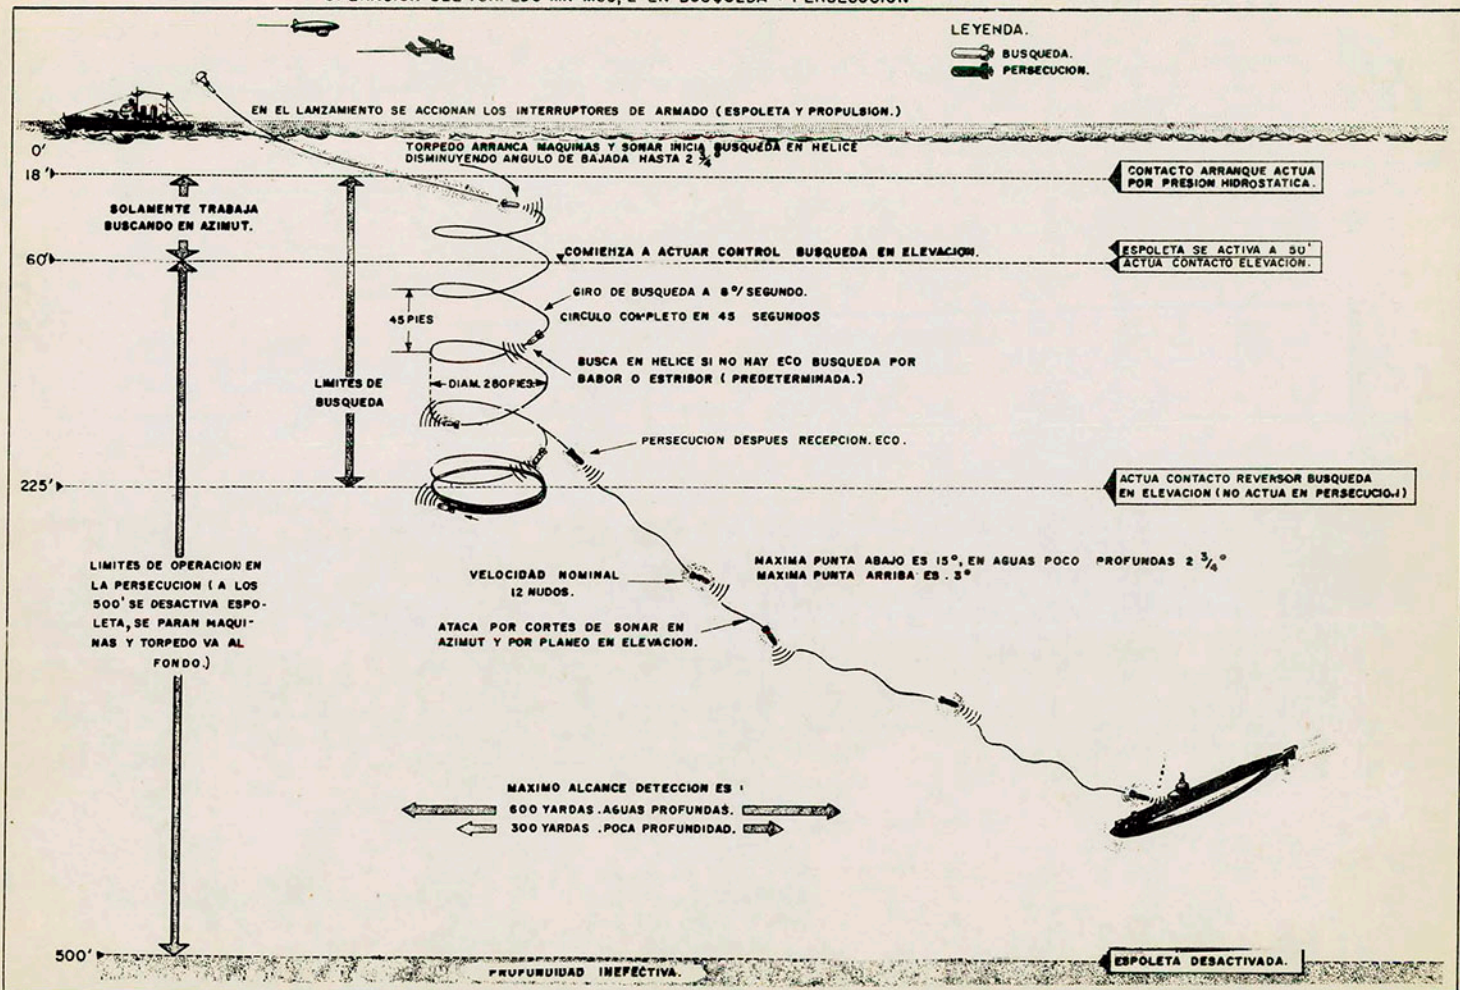 LEYENDA.
BUSQUEDA.
PERSECUCION.
EN EL LANZAMIENTO SE ACCIONAN LOS INTERRUPTORES DE ARMADO (ESPOLETA Y PROPULSION.)
0'
TORPEDO ARRANCA MAQUINAS Y SONAR INICIA BUSQUEDA EN HELICE
DISMINUYENDO ANGULO DE BAJADA HASTA 2 3/4°
18'
CONTACTO ARRANQUE ACTUA
POR PRESION HIDROSTATICA.
SOLAMENTE TRABAJA
BUSCANDO EN AZIMUT.
60'
COMIENZA A ACTUAR CONTROL BUSQUEDA EN ELEVACION.
ESPOLETA SE ACTIVA A 50'
ACTUA CONTACTO ELEVACION.
GIRO DE BUSQUEDA A 8°/SEGUNDO.
CIRCULO COMPLETO EN 45 SEGUNDOS
45 PIES
BUSCA EN HELICE SI NO HAY ECO BUSQUEDA POR
BABOR O ESTRIBOR (PREDETERMINADA.)
DIAM. 280 PIES.
LIMITES DE
BUSQUEDA
PERSECUCION DESPUES RECEPCION. ECO.
225'
ACTUA CONTACTO REVERSOR BUSQUEDA
EN ELEVACION (NO ACTUA EN PERSECUCION)
LIMITES DE OPERACION EN
LA PERSECUCION (A LOS
500' SE DESACTIVA ESPO-
LETA, SE PARAN MAQUI-
NAS Y TORPEDO VA AL
FONDO.)
VELOCIDAD NOMINAL
12 NUDOS.
MAXIMA PUNTA ABAJO ES 15°, EN AGUAS POCO PROFUNDAS 2 3/4°
MAXIMA PUNTA ARRIBA ES . 3°
ATACA POR CORTES DE SONAR EN
AZIMUT Y POR PLANEO EN ELEVACION.
MAXIMO ALCANCE DETECCION ES :
600 YARDAS .AGUAS PROFUNDAS.
300 YARDAS .POCA PROFUNDIDAD.
500'
PROFUNDIDAD INEFECTIVA.
ESPOLETA DESACTIVADA.